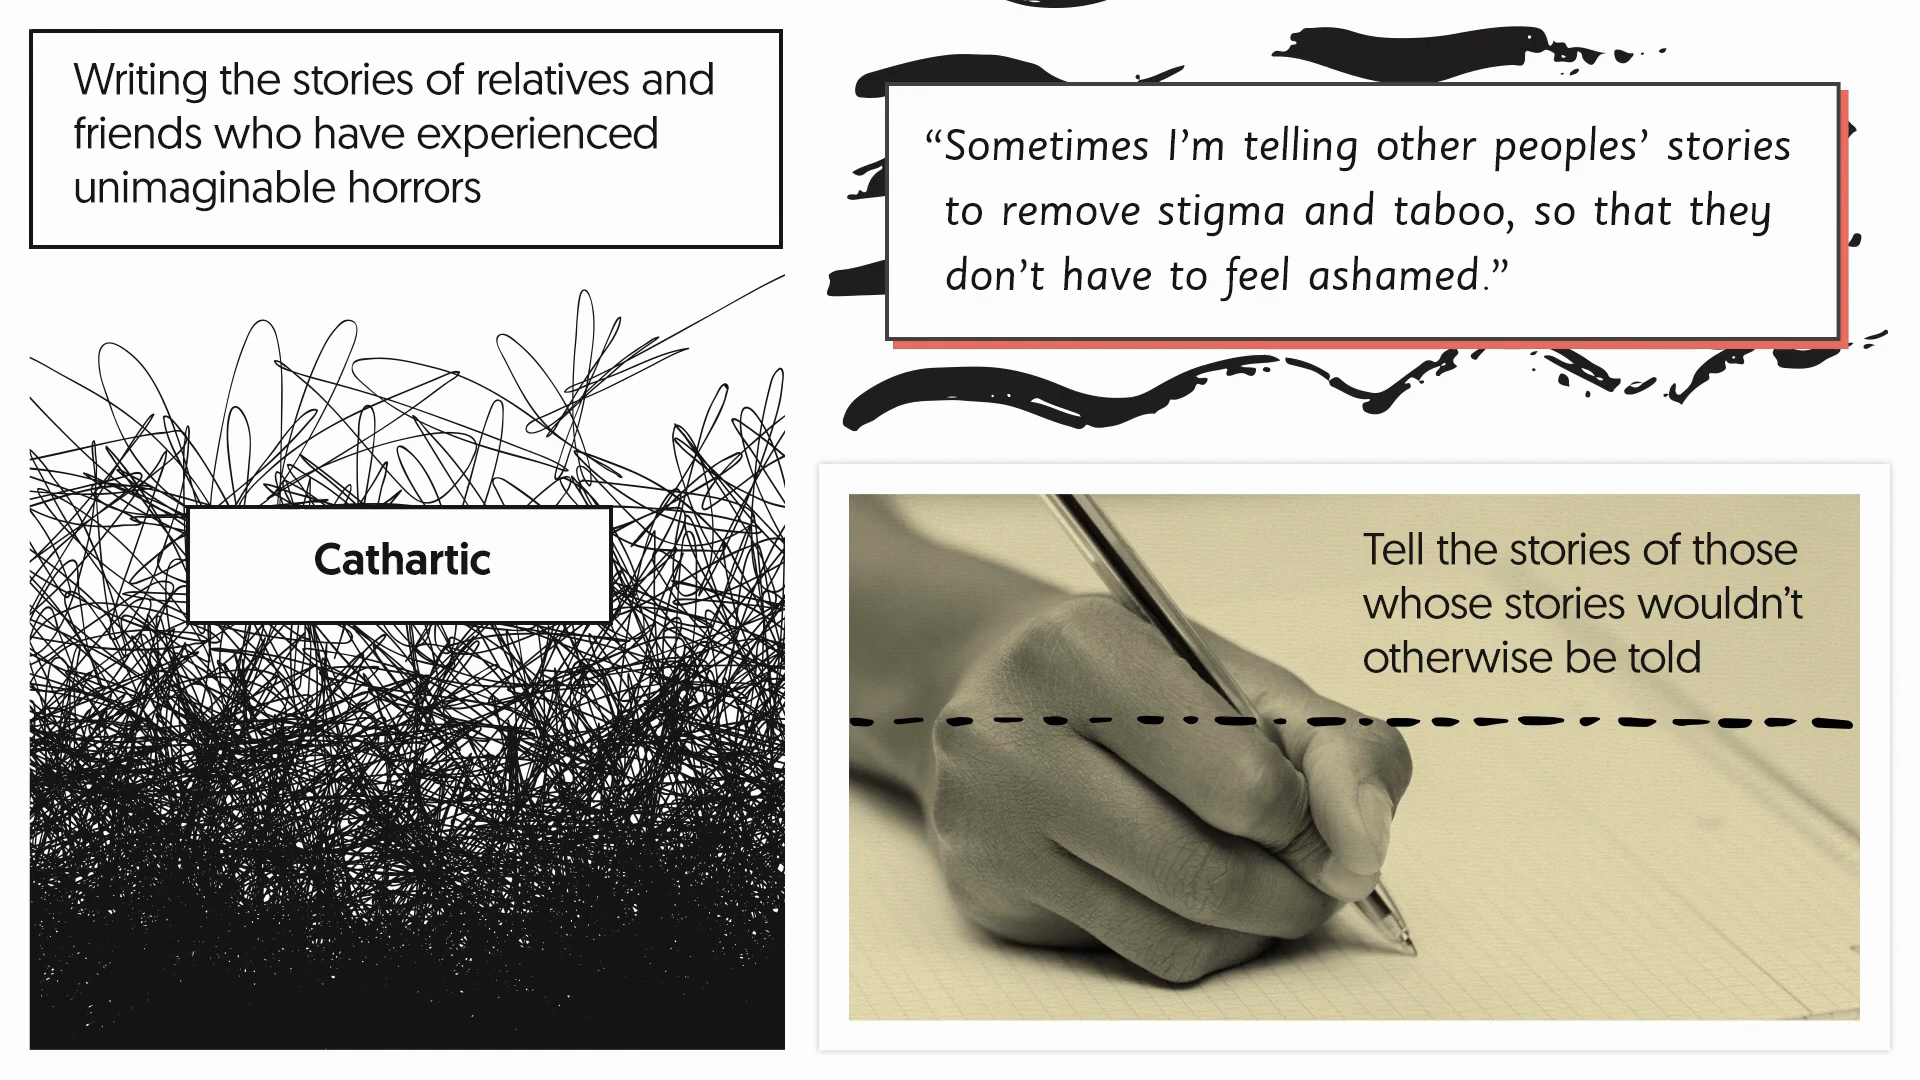 Writing the stories of relatives and
friends who have experienced
unimaginable horrors
Cathartic
“Sometimes I’m telling other peoples’ stories
to remove stigma and taboo, so that they
don’t have to feel ashamed.”
Tell the stories of those
whose stories wouldn’t
otherwise be told